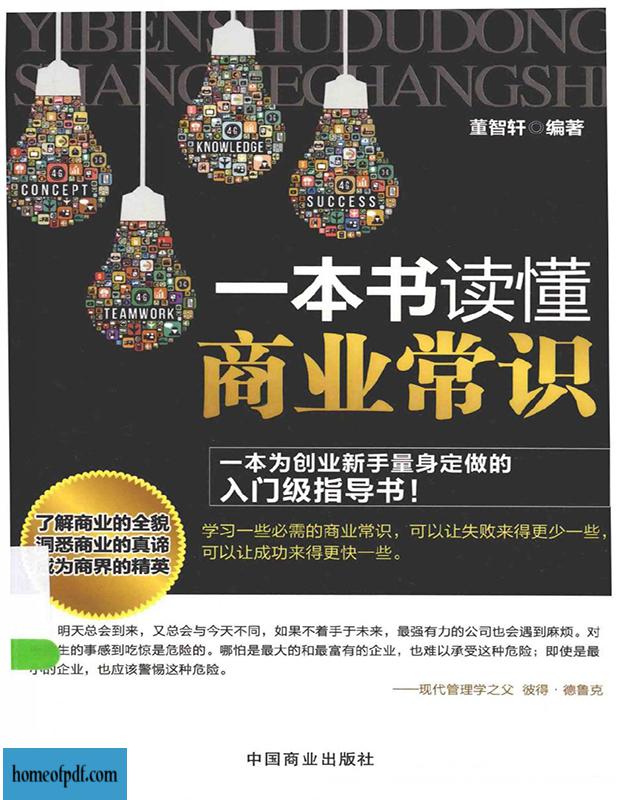 YIBENSHUDUDONG
SHANGYECHANGSHI
董智轩◎编著
KNOWLEDGE
4G
CONCEPT
4G
SUCCESS
4G
TEAMWORK
4G
一本书读懂
商业常识
一本为创业新手量身定做的
入门级指导书！
了解商业的全貌
洞悉商业的真谛
成为商界的精英
学习一些必需的商业常识，可以让失败来得更少一些，
可以让成功来得更快一些。
明天总会到来，又总会与今天不同，如果不着手于未来，最强有力的公司也会遇到麻烦。对
生的事感到吃惊是危险的。哪怕是最大的和最富有的企业，也难以承受这种危险；即使是最
小的企业，也应该警惕这种危险。
——现代管理学之父 彼得·德鲁克
中国商业出版社
homeofpdf.com